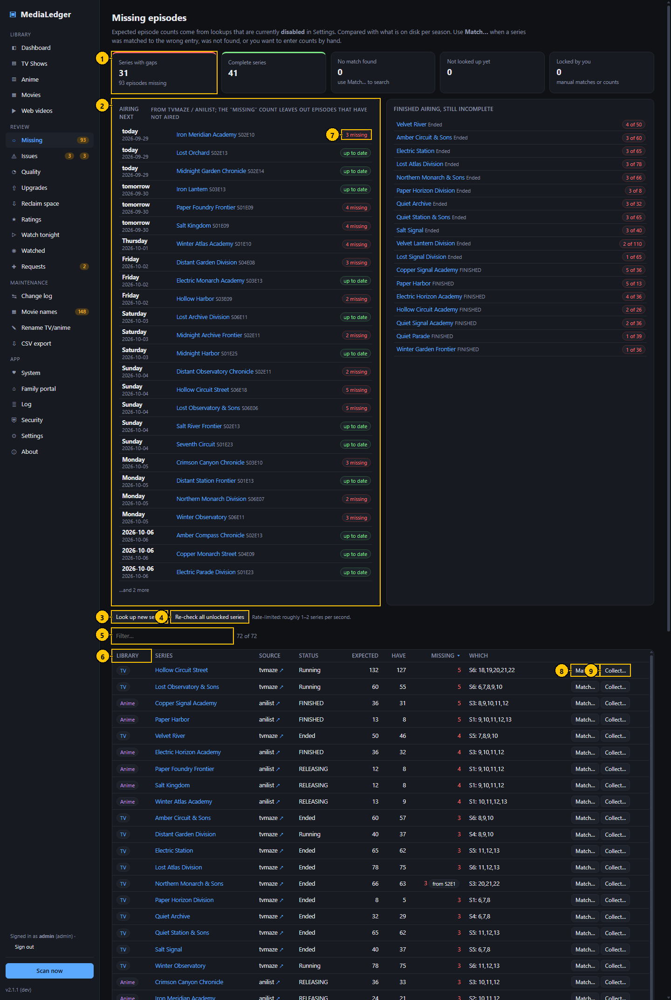 MediaLedger
LIBRARY
Dashboard
TV Shows
Anime
Movies
Web videos
REVIEW
Missing 93
Issues 3 3
Quality
Upgrades
Reclaim space
Ratings
Watch tonight
Watched
Requests 2
MAINTENANCE
Change log
Movie names 148
Rename TV/anime
CSV export
APP
System
Family portal
Log
Security
Settings
About
Signed in as admin (admin) ·
Sign out
Scan now
v2.1.1 (dev)
Missing episodes
Expected episode counts come from lookups that are currently disabled in Settings. Compared with what is on disk per season. Use Match... when a series
was matched to the wrong entry, was not found, or you want to enter counts by hand.
1
Series with gaps
31
93 episodes missing
Complete series
41
No match found
0
use Match... to search
Not looked up yet
0
Locked by you
0
manual matches or counts
2
AIRING NEXT
FROM TVMAZE / ANILIST; THE "MISSING" COUNT LEAVES OUT EPISODES THAT HAVE
NOT AIRED
today
2026-09-29 Iron Meridian Academy S02E10 7 3 missing
today
2026-09-29 Lost Orchard S02E13 up to date
today
2026-09-29 Midnight Garden Chronicle S02E14 up to date
tomorrow
2026-09-30 Iron Lantern S03E13 up to date
tomorrow
2026-09-30 Paper Foundry Frontier S01E09 4 missing
tomorrow
2026-09-30 Salt Kingdom S01E09 4 missing
Thursday
2026-10-01 Winter Atlas Academy S01E10 4 missing
Friday
2026-10-02 Distant Garden Division S04E08 3 missing
Friday
2026-10-02 Electric Monarch Academy S03E13 up to date
Friday
2026-10-02 Hollow Harbor S03E09 2 missing
Saturday
2026-10-03 Lost Archive Division S06E11 up to date
Saturday
2026-10-03 Midnight Archive Frontier S02E11 2 missing
Saturday
2026-10-03 Midnight Harbor S01E25 up to date
Sunday
2026-10-04 Distant Observatory Chronicle S02E11 2 missing
Sunday
2026-10-04 Hollow Circuit Street S06E18 5 missing
Sunday
2026-10-04 Lost Observatory & Sons S06E06 5 missing
Sunday
2026-10-04 Salt River Frontier S02E13 up to date
Sunday
2026-10-04 Seventh Circuit S01E23 up to date
Monday
2026-10-05 Crimson Canyon Chronicle S03E10 3 missing
Monday
2026-10-05 Distant Station Frontier S01E13 up to date
Monday
2026-10-05 Northern Monarch Division S06E07 2 missing
Monday
2026-10-05 Winter Observatory S06E11 3 missing
2026-10-06
2026-10-06 Amber Compass Chronicle S02E13 up to date
2026-10-06
2026-10-06 Copper Monarch Street S04E09 up to date
2026-10-06
2026-10-06 Electric Parade Division S01E23 up to date
...and 2 more
FINISHED AIRING, STILL INCOMPLETE
Velvet River Ended 4 of 50
Amber Circuit & Sons Ended 3 of 60
Electric Station Ended 3 of 65
Lost Atlas Division Ended 3 of 78
Northern Monarch & Sons Ended 3 of 66
Paper Horizon Division Ended 3 of 8
Quiet Archive Ended 3 of 32
Quiet Station & Sons Ended 3 of 65
Salt Signal Ended 3 of 40
Velvet Lantern Division Ended 2 of 110
Lost Signal Division Ended 1 of 65
Copper Signal Academy FINISHED 5 of 36
Paper Harbor FINISHED 5 of 13
Electric Horizon Academy FINISHED 4 of 36
Hollow Circuit Academy FINISHED 2 of 26
Quiet Signal Academy FINISHED 2 of 36
Quiet Parade FINISHED 1 of 39
Winter Garden Frontier FINISHED 1 of 36
3 Look up new se 4 Re-check all unlocked series Rate-limited: roughly 1–2 series per second.
5 Filter... 72 of 72
6 LIBRARY SERIES SOURCE STATUS EXPECTED HAVE MISSING WHICH
TV Hollow Circuit Street tvmaze ↗ Running 132 127 5 S6: 18,19,20,21,22 8 Mat 9 Collect...
TV Lost Observatory & Sons tvmaze ↗ Running 60 55 5 S6: 6,7,8,9,10 Match... Collect...
Anime Copper Signal Academy anilist ↗ FINISHED 36 31 5 S3: 8,9,10,11,12 Match... Collect...
Anime Paper Harbor anilist ↗ FINISHED 13 8 5 S1: 9,10,11,12,13 Match... Collect...
TV Velvet River tvmaze ↗ Ended 50 46 4 S5: 7,8,9,10 Match... Collect...
Anime Electric Horizon Academy anilist ↗ FINISHED 36 32 4 S3: 9,10,11,12 Match... Collect...
Anime Paper Foundry Frontier anilist ↗ RELEASING 12 8 4 S1: 9,10,11,12 Match... Collect...
Anime Salt Kingdom anilist ↗ RELEASING 12 8 4 S1: 9,10,11,12 Match... Collect...
Anime Winter Atlas Academy anilist ↗ RELEASING 13 9 4 S1: 10,11,12,13 Match... Collect...
TV Amber Circuit & Sons tvmaze ↗ Ended 60 57 3 S6: 8,9,10 Match... Collect...
TV Distant Garden Division tvmaze ↗ Running 40 37 3 S4: 8,9,10 Match... Collect...
TV Electric Station tvmaze ↗ Ended 65 62 3 S5: 11,12,13 Match... Collect...
TV Lost Atlas Division tvmaze ↗ Ended 78 75 3 S6: 11,12,13 Match... Collect...
TV Northern Monarch & Sons tvmaze ↗ Ended 66 63 3 from S2E1 S3: 20,21,22 Match... Collect...
TV Paper Horizon Division tvmaze ↗ Ended 8 5 3 S1: 6,7,8 Match... Collect...
TV Quiet Archive tvmaze ↗ Ended 32 29 3 S4: 6,7,8 Match... Collect...
TV Quiet Station & Sons tvmaze ↗ Ended 65 62 3 S5: 11,12,13 Match... Collect...
TV Salt Signal tvmaze ↗ Ended 40 37 3 S5: 6,7,8 Match... Collect...
TV Winter Observatory tvmaze ↗ Running 78 75 3 S6: 11,12,13 Match... Collect...
Anime Crimson Canyon Chronicle anilist ↗ RELEASING 36 33 3 S3: 10,11,12 Match... Collect...
Anime Iron Meridian Academy anilist ↗ RELEASING 24 21 3 S2: 10,11,12 Match... Collect...